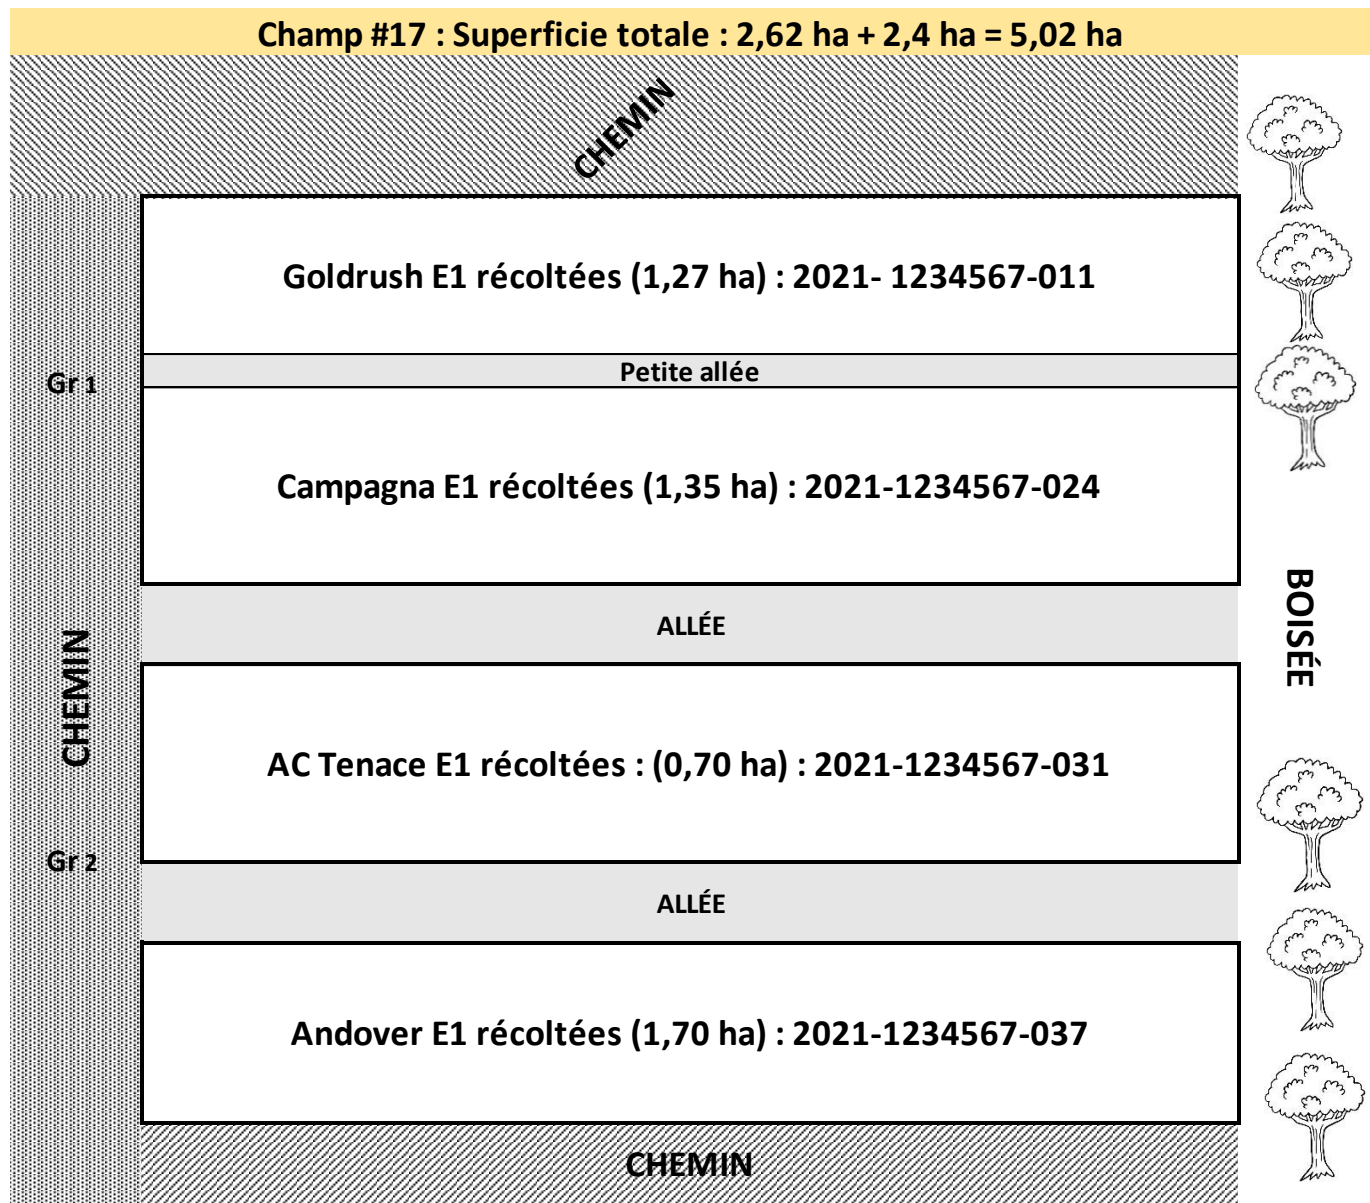 Champ #17 : Superficie totale : 2,62 ha + 2,4 ha = 5,02 ha
CHEMIN
Goldrush E1 récoltées (1,27 ha) : 2021- 1234567-011
Gr 1
Petite allée
Campagna E1 récoltées (1,35 ha) : 2021-1234567-024
ALLÉE
BOISÉE
CHEMIN
AC Tenace E1 récoltées : (0,70 ha) : 2021-1234567-031
Gr 2
ALLÉE
Andover E1 récoltées (1,70 ha) : 2021-1234567-037
CHEMIN